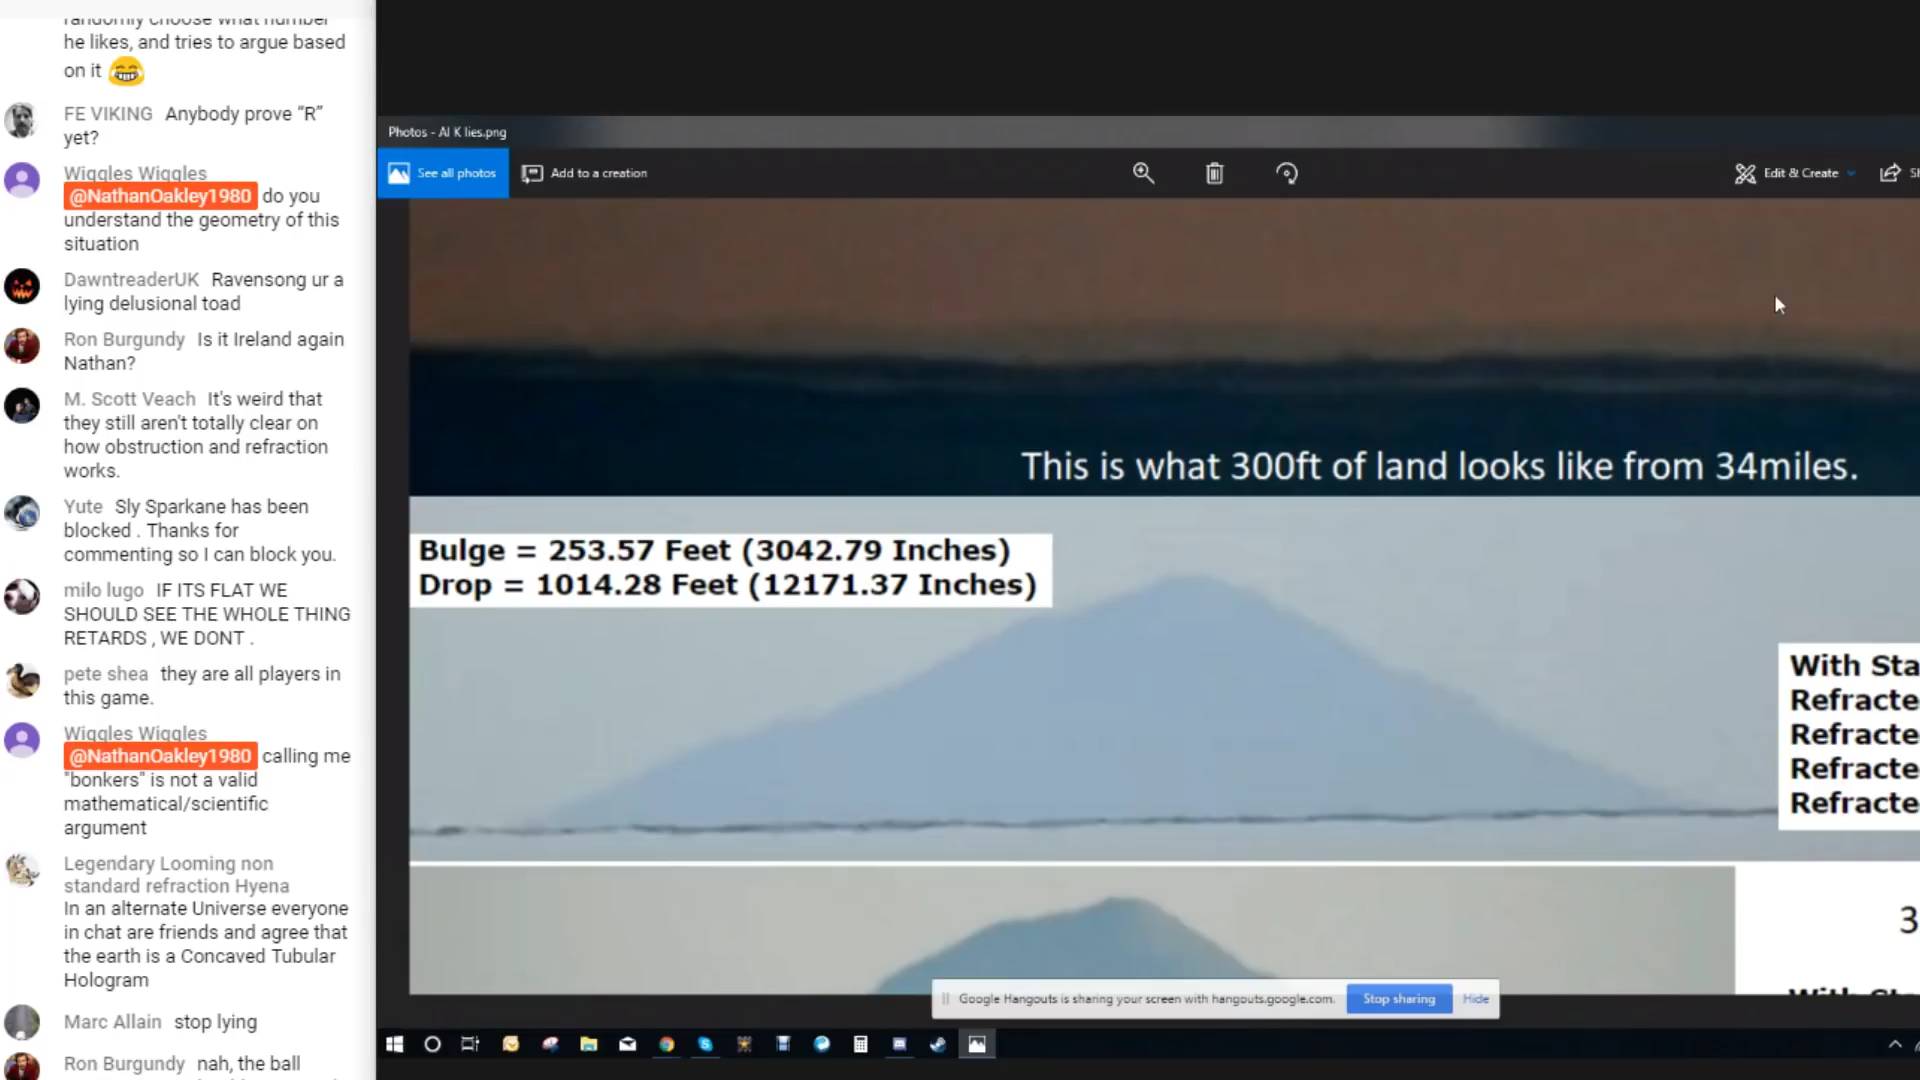 randomly choose what number
he likes, and tries to argue based
on it
FE VIKING Anybody prove “R”
yet?
Wiggles Wiggles
@NathanOakley1980 do you
understand the geometry of this
situation
DawntreaderUK Ravensong ur a
lying delusional toad
Ron Burgundy Is it Ireland again
Nathan?
M. Scott Veach It's weird that
they still aren't totally clear on
how obstruction and refraction
works.
Yute Sly Sparkane has been
blocked . Thanks for
commenting so I can block you.
milo lugo IF ITS FLAT WE
SHOULD SEE THE WHOLE THING
RETARDS , WE DONT .
pete shea they are all players in
this game.
Wiggles Wiggles
@NathanOakley1980 calling me
"bonkers" is not a valid
mathematical/scientific
argument
Legendary Looming non
standard refraction Hyena
In an alternate Universe everyone
in chat are friends and agree that
the earth is a Concaved Tubular
Hologram
Marc Allain stop lying
Ron Burgundy nah, the ball
Photos - Al K lies.png
See all photos
Add to a creation
Edit & Create
Sh
This is what 300ft of land looks like from 34miles.
Bulge = 253.57 Feet (3042.79 Inches)
Drop = 1014.28 Feet (12171.37 Inches)
With Sta
Refracte
Refracte
Refracte
Refracte
3
With Sta
Google Hangouts is sharing your screen with hangouts.google.com.
Stop sharing
Hide